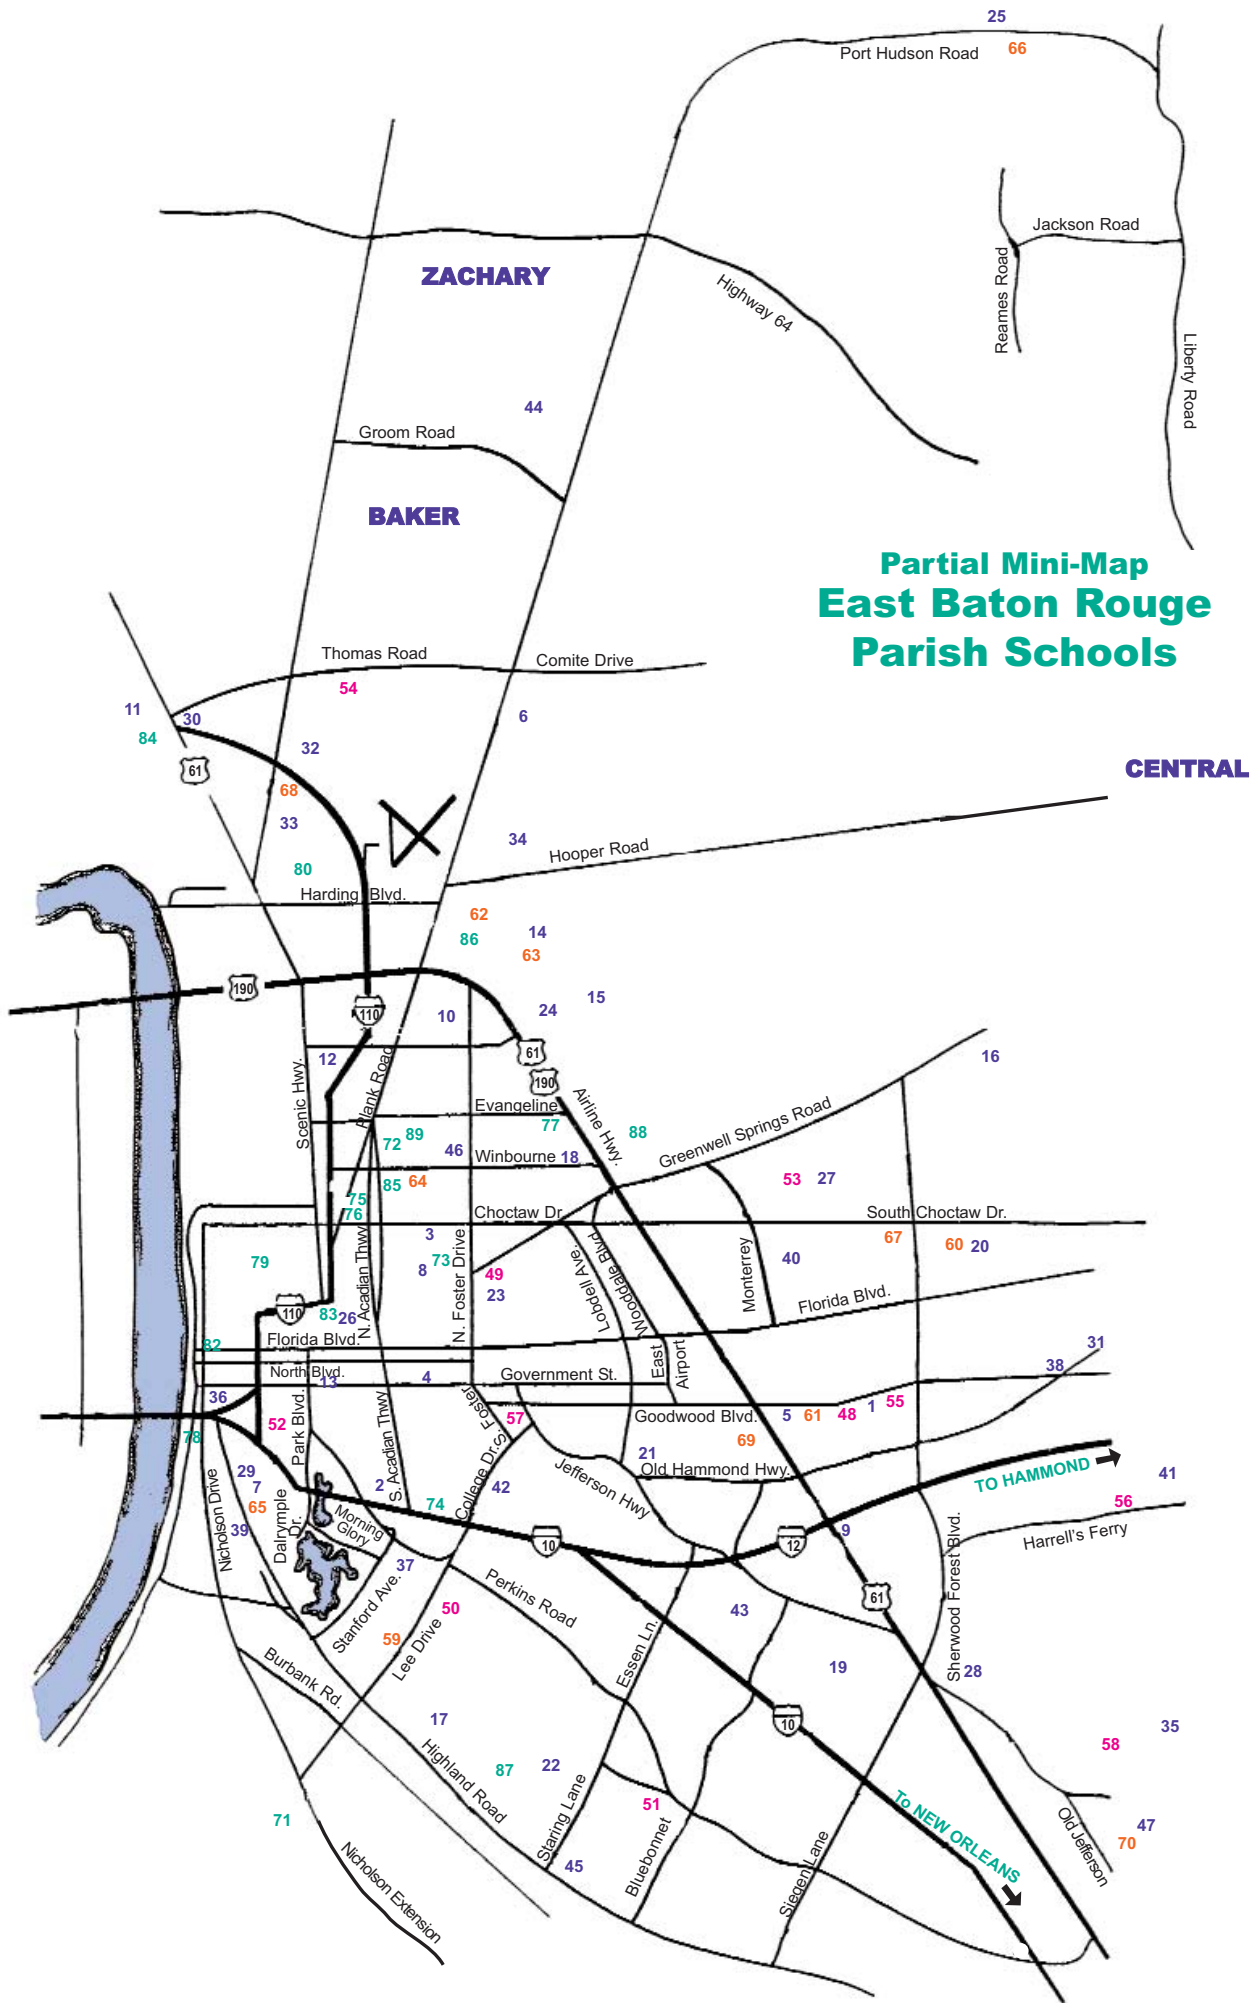 25
66
Port Hudson Road
Jackson Road
Reames Road
ZACHARY
Highway 64
Liberty Road
44
Groom Road
BAKER
Partial Mini-Map
East Baton Rouge
Parish Schools
Thomas Road
Comite Drive
54
11
30
84
6
32
61
CENTRAL
68
33
34
Hooper Road
80
Harding Blvd.
62
86
14
63
190
15
24
110
10
61
12
16
190
Scenic Hwy.
Plank Road
Airline Hwy.
Evangeline
77
88
89
72
46
Winbourne
18
Greenwell Springs Road
53
27
85
64
75
76
Choctaw Dr.
South Choctaw Dr.
3
67
60
20
79
73
8
49
40
23
N. Acadian Thwy
N. Foster Drive
Lobdell Ave.
Wooddale Blvd.
Monterrey
Florida Blvd.
110
83
26
82
Florida Blvd.
31
38
North Blvd.
13
4
Government St.
East
Airport
36
52
Park Blvd.
S. Acadian Thwy
S. Foster
57
Goodwood Blvd.
5
61
48
1
55
69
78
21
Old Hammond Hwy.
29
7
65
39
2
74
College Dr.
42
Jefferson Hwy
TO HAMMOND
41
56
Harrell's Ferry
Nicholson Drive
Dalrymple
Dr.
Morning
Glory
10
12
9
37
Stanford Ave.
50
59
Lee Drive
Perkins Road
43
61
Sherwood Forest Blvd.
Essen Ln.
19
28
Burbank Rd.
17
10
35
58
Highland Road
87
22
71
51
Staring Lane
To NEW ORLEANS
Old Jefferson
47
70
45
Bluebonnet
Siegen Lane
Nicholson Extension